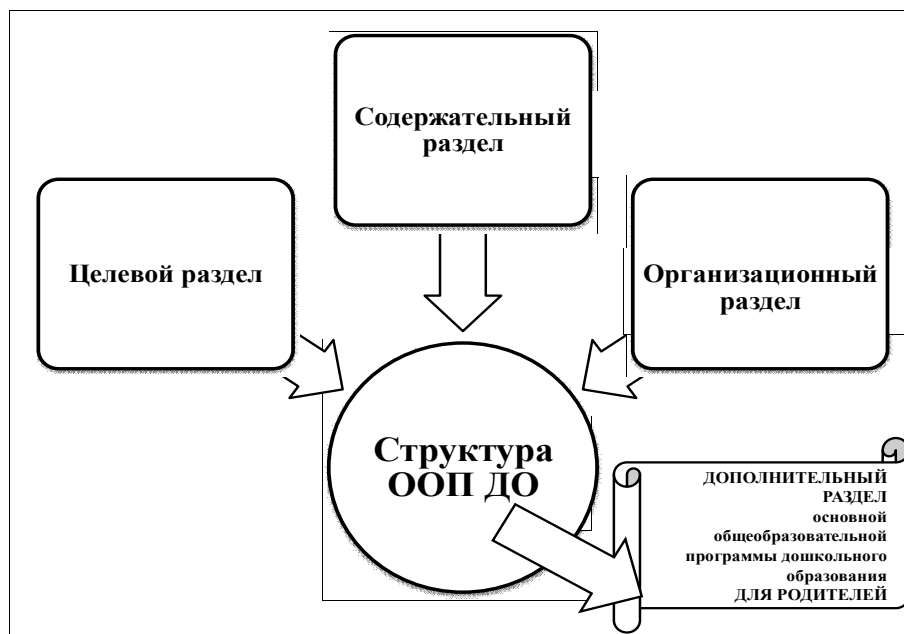 Содержательный
раздел
Целевой раздел
Организационный
раздел
Структура
ООП ДО
ДОПОЛНИТЕЛЬНЫЙ
РАЗДЕЛ
основной
общеобразовательной
программы дошкольного
образования
ДЛЯ РОДИТЕЛЕЙ